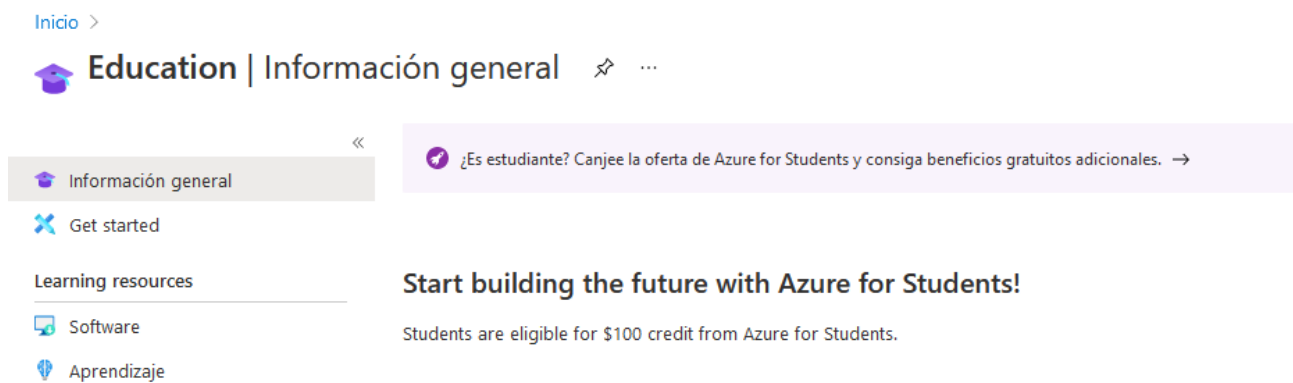 Inicio >
Education | Información general
¿Es estudiante? Canjee la oferta de Azure for Students y consiga beneficios gratuitos adicionales. →
Información general
Get started
Learning resources
Software
Aprendizaje
Start building the future with Azure for Students!
Students are eligible for $100 credit from Azure for Students.